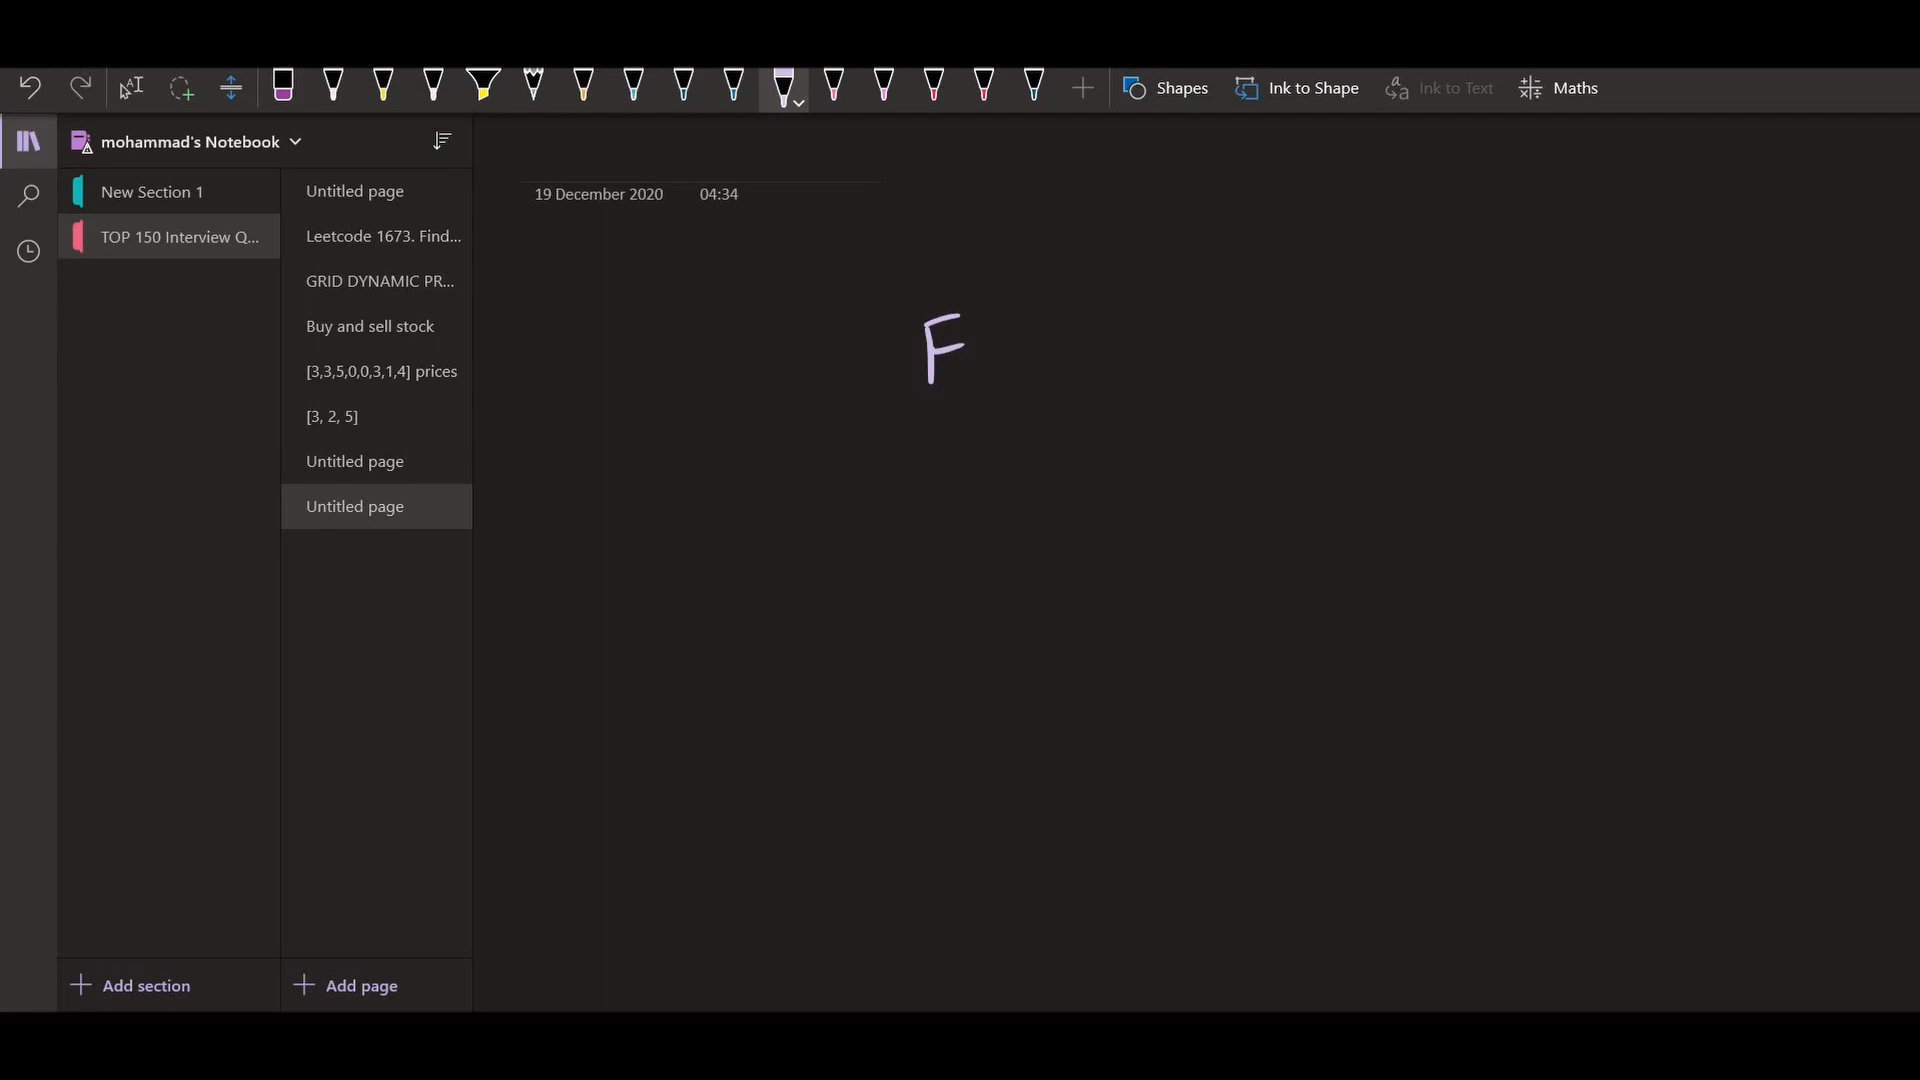 Shapes
Ink to Shape
Ink to Text
Maths
mohammad's Notebook
New Section 1
TOP 150 Interview Q...
Untitled page
Leetcode 1673. Find...
GRID DYNAMIC PR...
Buy and sell stock
[3,3,5,0,0,3,1,4] prices
[3, 2, 5]
Untitled page
Untitled page
19 December 2020 04:34
F
Add section
Add page